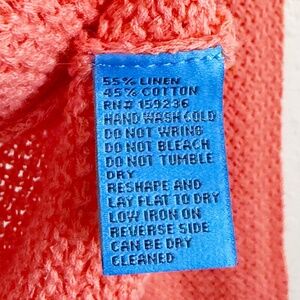 55% LINEN
45% COTTON
RN# 159236
HAND WASH COLD
DO NOT WRING
DO NOT BLEACH
DO NOT TUMBLE
DRY
RESHAPE AND
LAY FLAT TO DRY
LOW IRON ON
REVERSE SIDE
CAN BE DRY
CLEANED